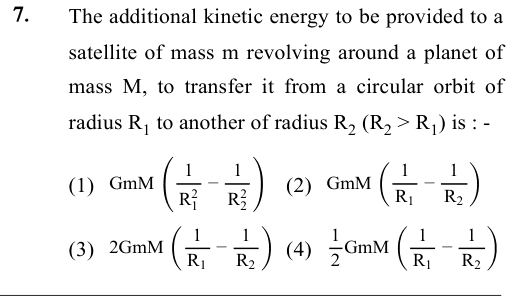 7. The additional kinetic energy to be provided to a
satellite of mass m revolving around a planet of
mass M, to transfer it from a circular orbit of
radius R₁ to another of radius R₂ (R₂ > R₁) is : -
(1) GmM (1/R₁² − 1/R₂²) (2) GmM (1/R₁ − 1/R₂)
(3) 2GmM (1/R₁ − 1/R₂) (4) 1/2 GmM (1/R₁ − 1/R₂)